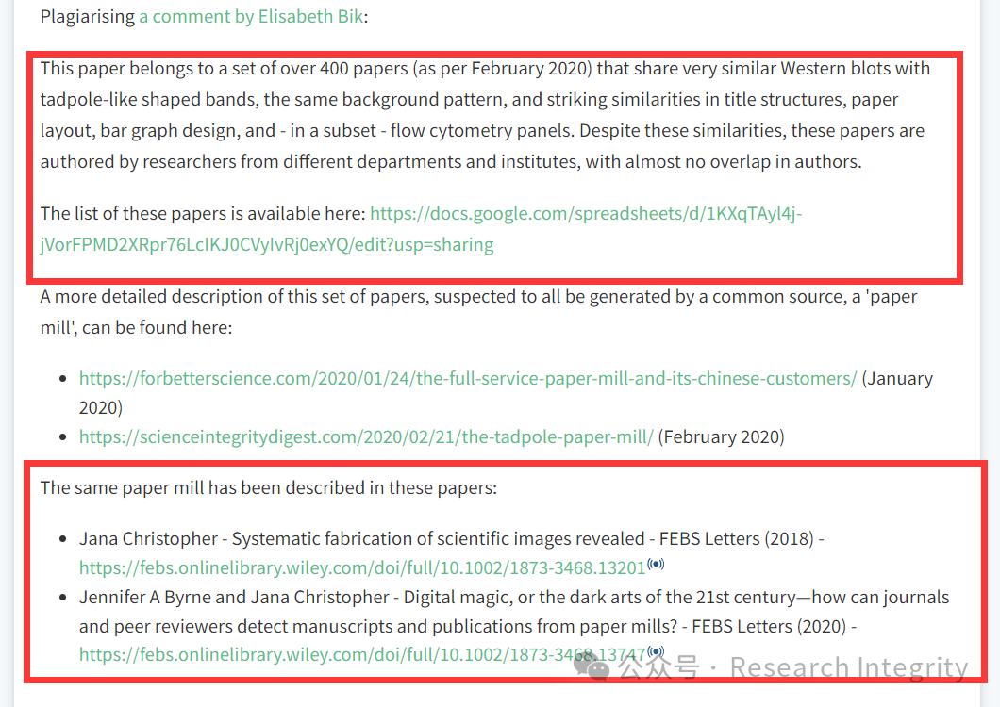 Plagiarising a comment by Elisabeth Bik:
This paper belongs to a set of over 400 papers (as per February 2020) that share very similar Western blots with
tadpole-like shaped bands, the same background pattern, and striking similarities in title structures, paper
layout, bar graph design, and - in a subset - flow cytometry panels. Despite these similarities, these papers are
authored by researchers from different departments and institutes, with almost no overlap in authors.
The list of these papers is available here: https://docs.google.com/spreadsheets/d/1KXqTAyl4j-
jVorFPMD2XRpr76LcIKJ0CVyIvRj0exYQ/edit?usp=sharing
A more detailed description of this set of papers, suspected to all be generated by a common source, a 'paper
mill', can be found here:
• https://forbetterscience.com/2020/01/24/the-full-service-paper-mill-and-its-chinese-customers/ (January
2020)
• https://scienceintegritydigest.com/2020/02/21/the-tadpole-paper-mill/ (February 2020)
The same paper mill has been described in these papers:
• Jana Christopher - Systematic fabrication of scientific images revealed - FEBS Letters (2018) -
https://febs.onlinelibrary.wiley.com/doi/full/10.1002/1873-3468.13201
• Jennifer A Byrne and Jana Christopher - Digital magic, or the dark arts of the 21st century—how can journals
and peer reviewers detect manuscripts and publications from paper mills? - FEBS Letters (2020) -
https://febs.onlinelibrary.wiley.com/doi/full/10.1002/1873-3468.13747
公众号 · Research Integrity